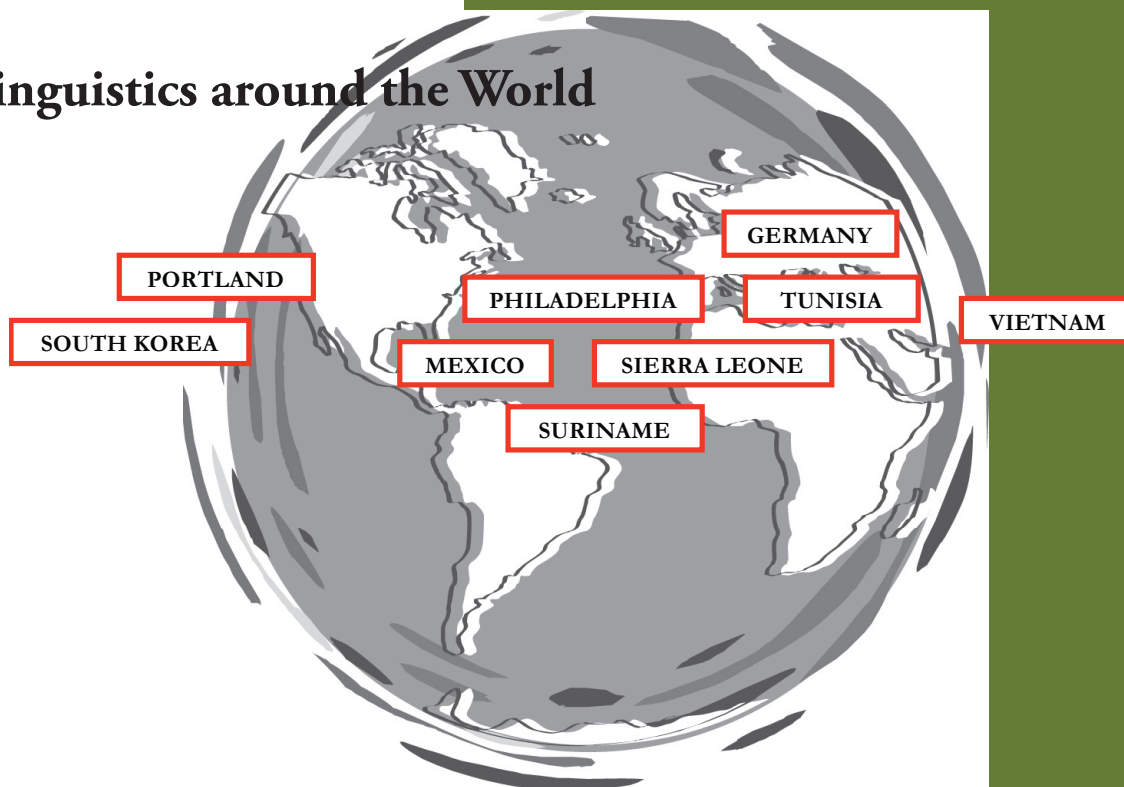 inguistics around the World
GERMANY
PORTLAND
PHILADELPHIA
TUNISIA
VIETNAM
SOUTH KOREA
MEXICO
SIERRA LEONE
SURINAME